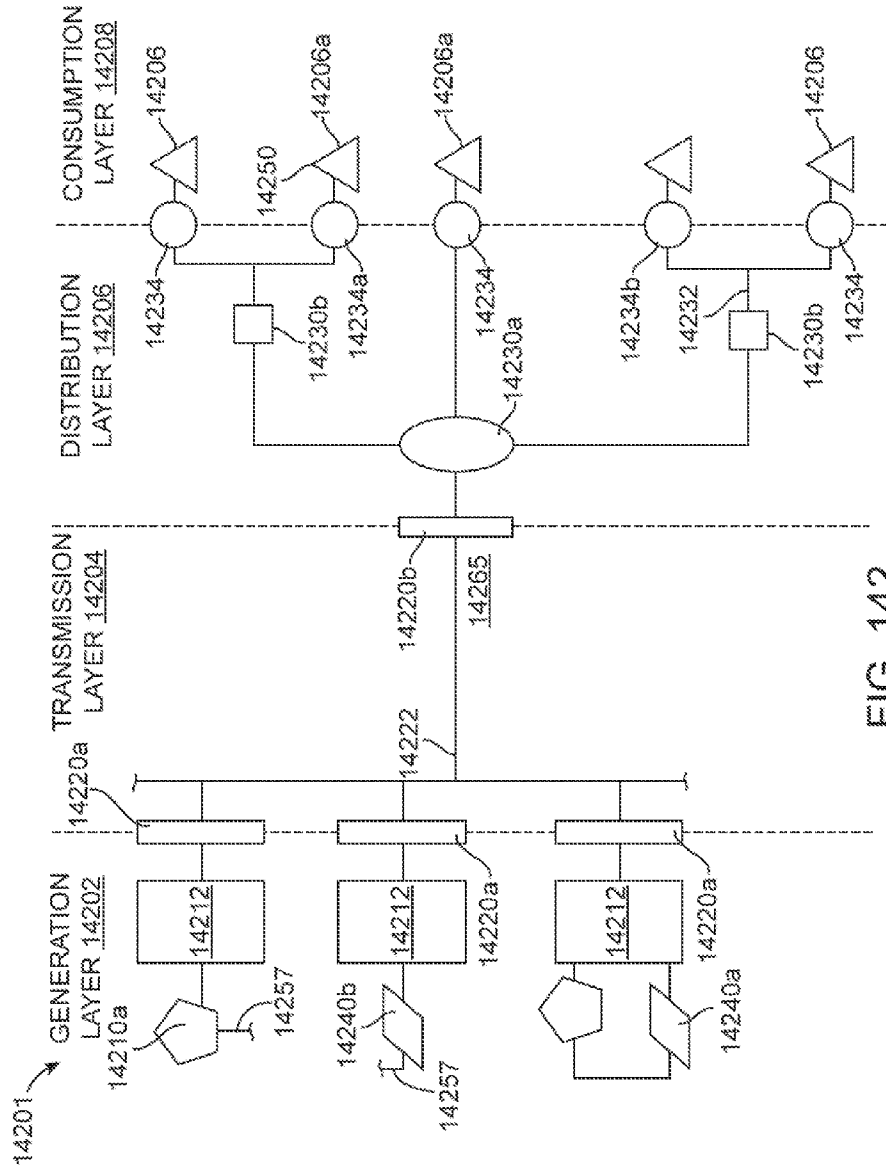 14201
GENERATION
LAYER 14202
TRANSMISSION
LAYER 14204
DISTRIBUTION
LAYER 14206
CONSUMPTION
LAYER 14208
14210a
14257
14212
14220a
14240b
14257
14212
14220a
14212
14220a
14240a
14222
14220b
14265
14230a
14230b
14234
14234a
14234
14234b
14232
14230b
14234
14206
14250
14206a
14206a
14206
FIG. 142